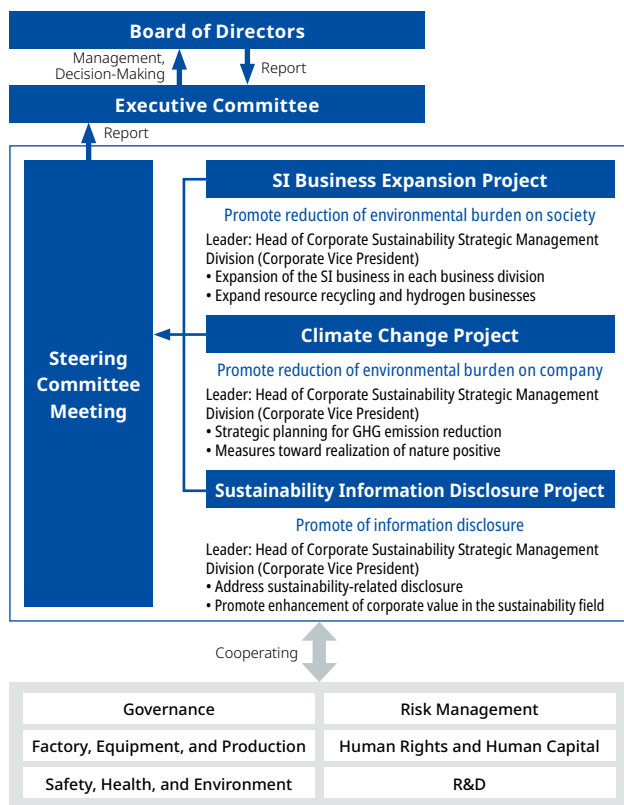 Board of Directors
Management,
Decision-Making
Report
Executive Committee
Report
Steering
Committee
Meeting
SI Business Expansion Project
Promote reduction of environmental burden on society
Leader: Head of Corporate Sustainability Strategic Management
Division (Corporate Vice President)
• Expansion of the SI business in each business division
• Expand resource recycling and hydrogen businesses
Climate Change Project
Promote reduction of environmental burden on company
Leader: Head of Corporate Sustainability Strategic Management
Division (Corporate Vice President)
• Strategic planning for GHG emission reduction
• Measures toward realization of nature positive
Sustainability Information Disclosure Project
Promote of information disclosure
Leader: Head of Corporate Sustainability Strategic Management
Division (Corporate Vice President)
• Address sustainability-related disclosure
• Promote enhancement of corporate value in the sustainability field
Cooperating
Governance
Risk Management
Factory, Equipment, and Production
Human Rights and Human Capital
Safety, Health, and Environment
R&D